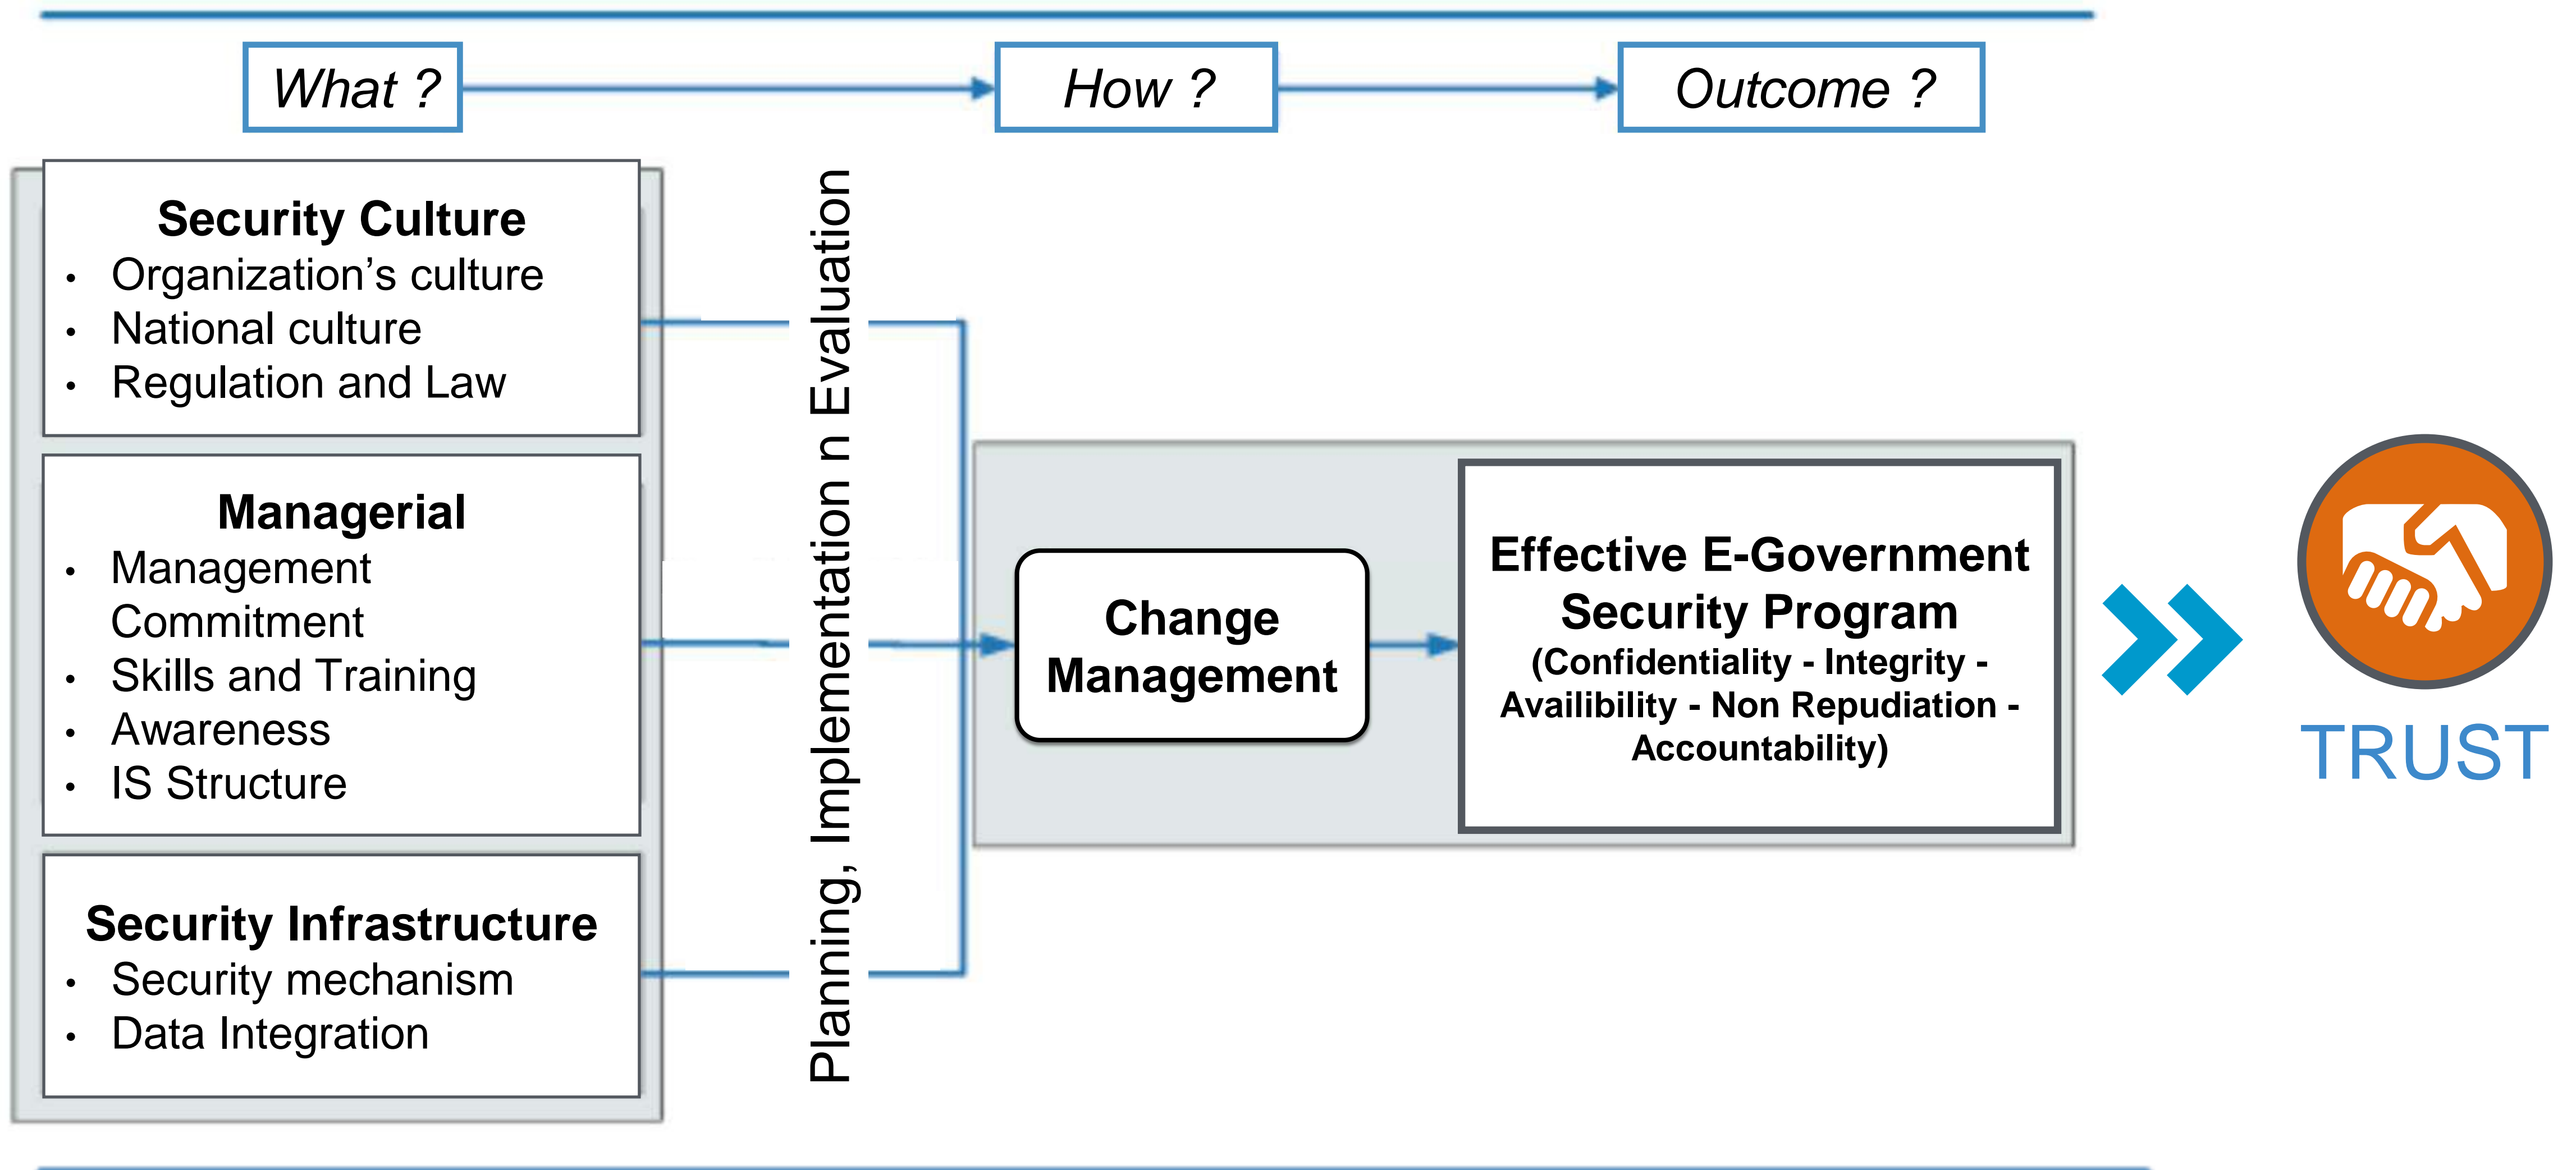 What ?
How ?
Outcome ?
Security Culture
• Organization’s culture
• National culture
• Regulation and Law
Managerial
• Management
Commitment
• Skills and Training
• Awareness
• IS Structure
Security Infrastructure
• Security mechanism
• Data Integration
Planning, Implementation n Evaluation
Change
Management
Effective E-Government
Security Program
(Confidentiality - Integrity -
Availibility - Non Repudiation -
Accountability)
TRUST